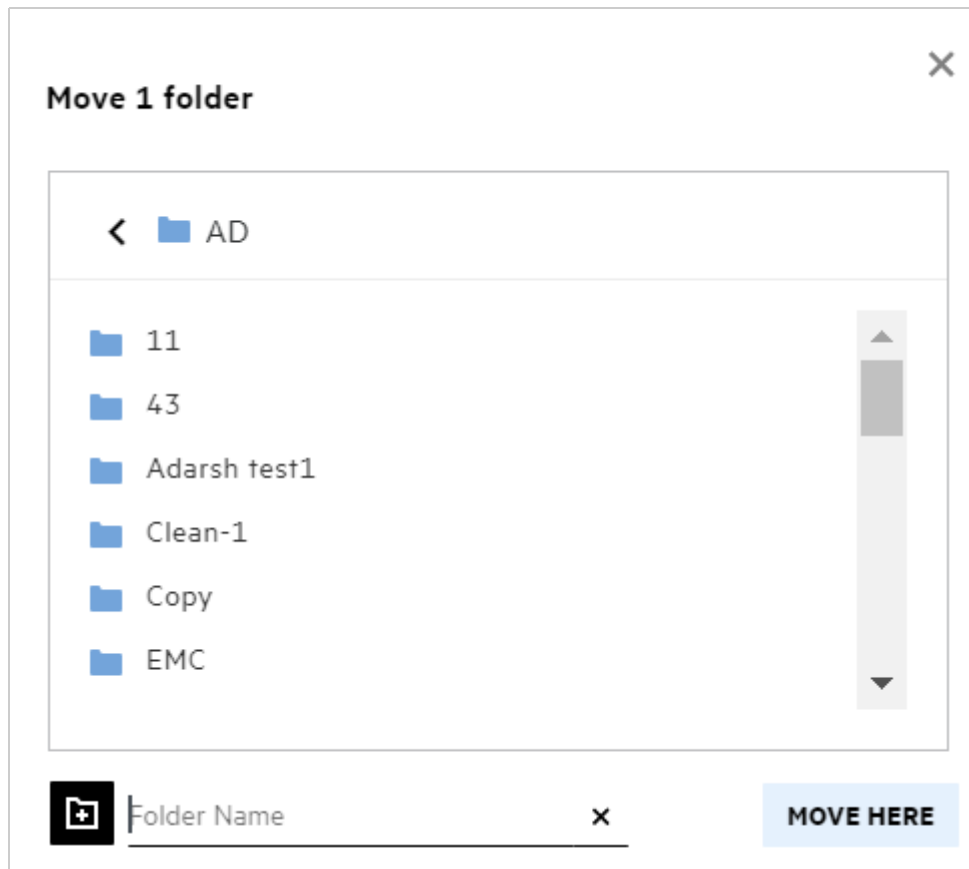 Move 1 folder
AD
11
43
Adarsh test1
Clean-1
Copy
EMC
Folder Name
MOVE HERE